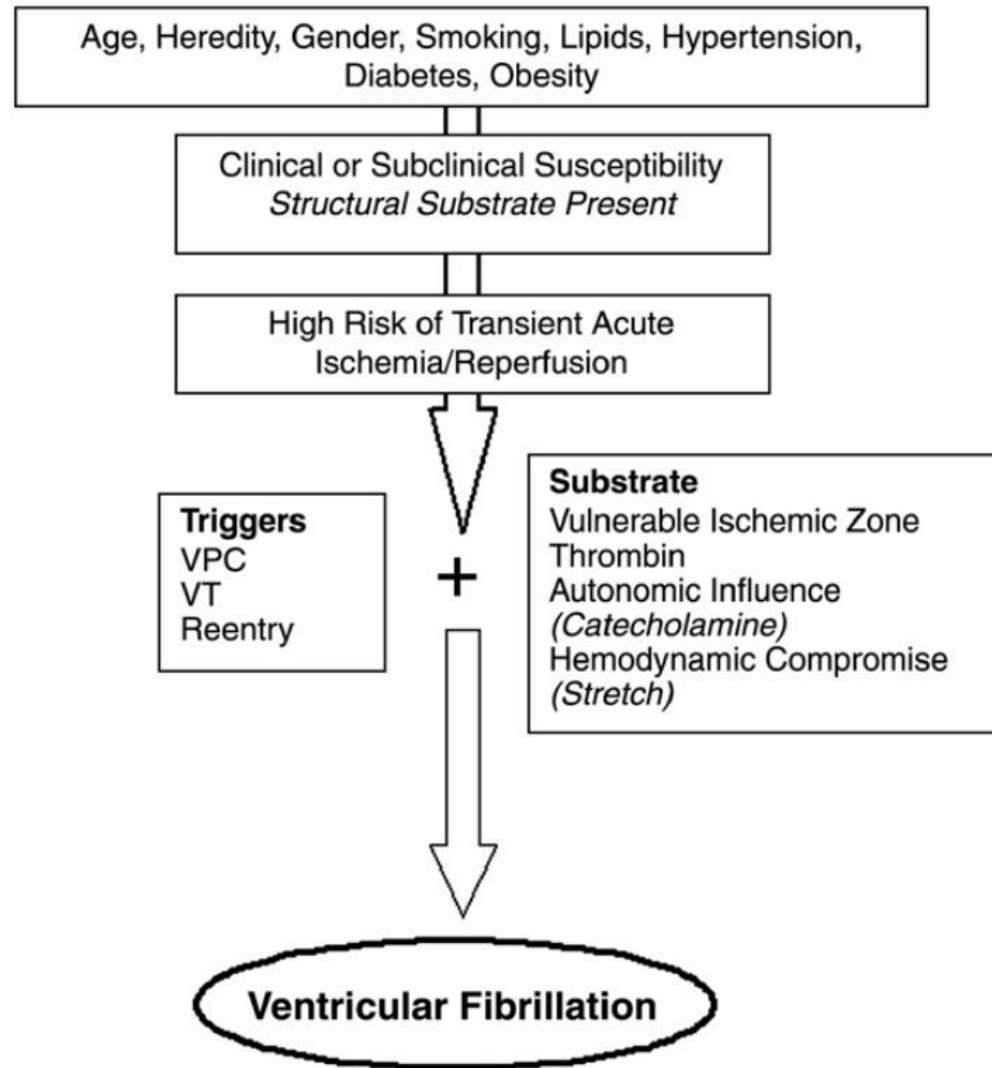 Age, Heredity, Gender, Smoking, Lipids, Hypertension,
Diabetes, Obesity
Clinical or Subclinical Susceptibility
Structural Substrate Present
High Risk of Transient Acute
Ischemia/Reperfusion
Triggers
VPC
VT
Reentry
+
Substrate
Vulnerable Ischemic Zone
Thrombin
Autonomic Influence
(Catecholamine)
Hemodynamic Compromise
(Stretch)
Ventricular Fibrillation